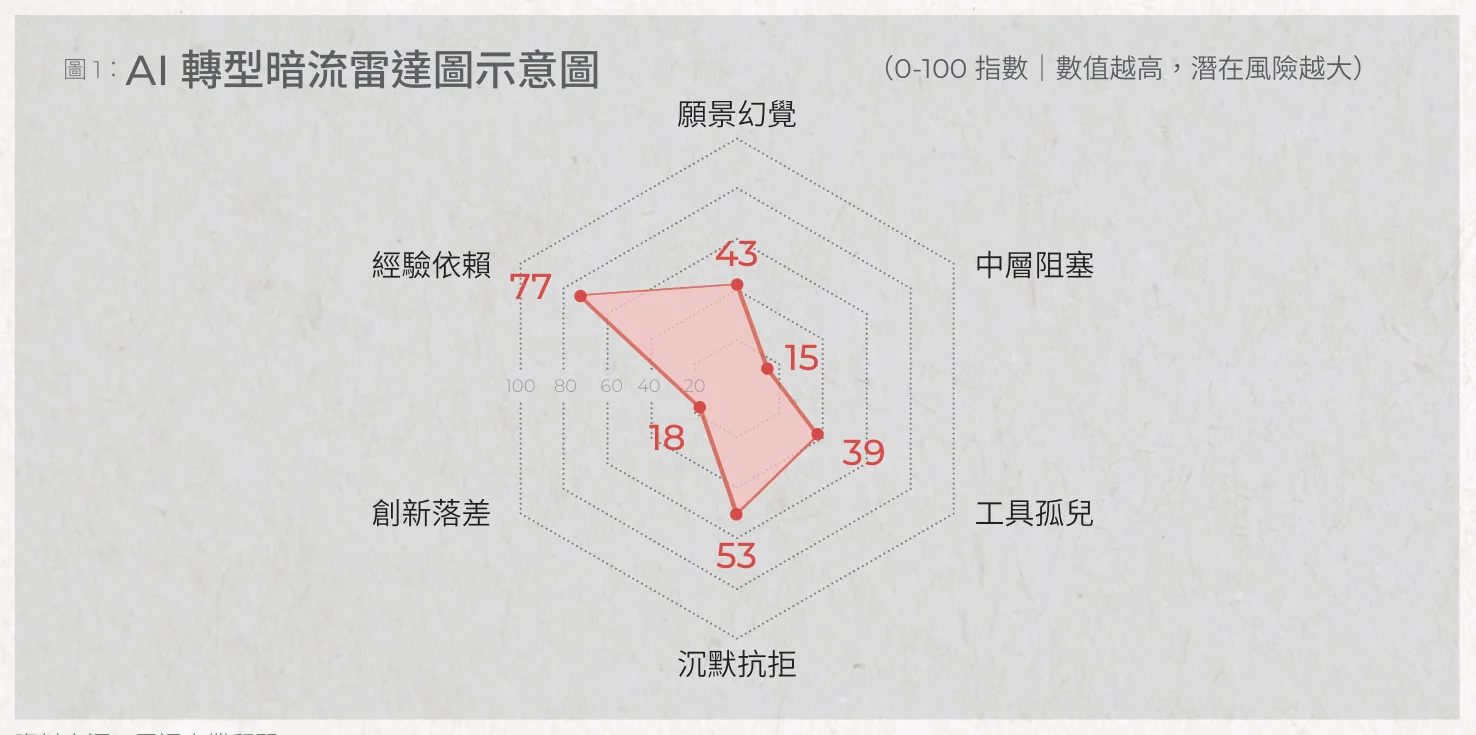 圖1：AI 轉型暗流雷達圖示意圖
（0-100 指數｜數值越高，潛在風險越大）
願景幻覺
經驗依賴
77
43
中層阻塞
15
100 80 60 40 20
18
39
創新落差
53
工具孤兒
沉默抗拒